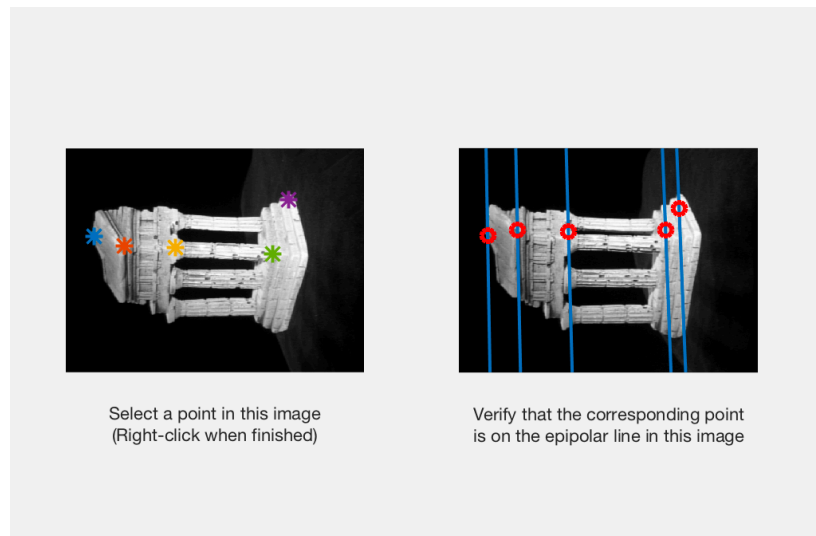 Select a point in this image
(Right-click when finished)
Verify that the corresponding point
is on the epipolar line in this image